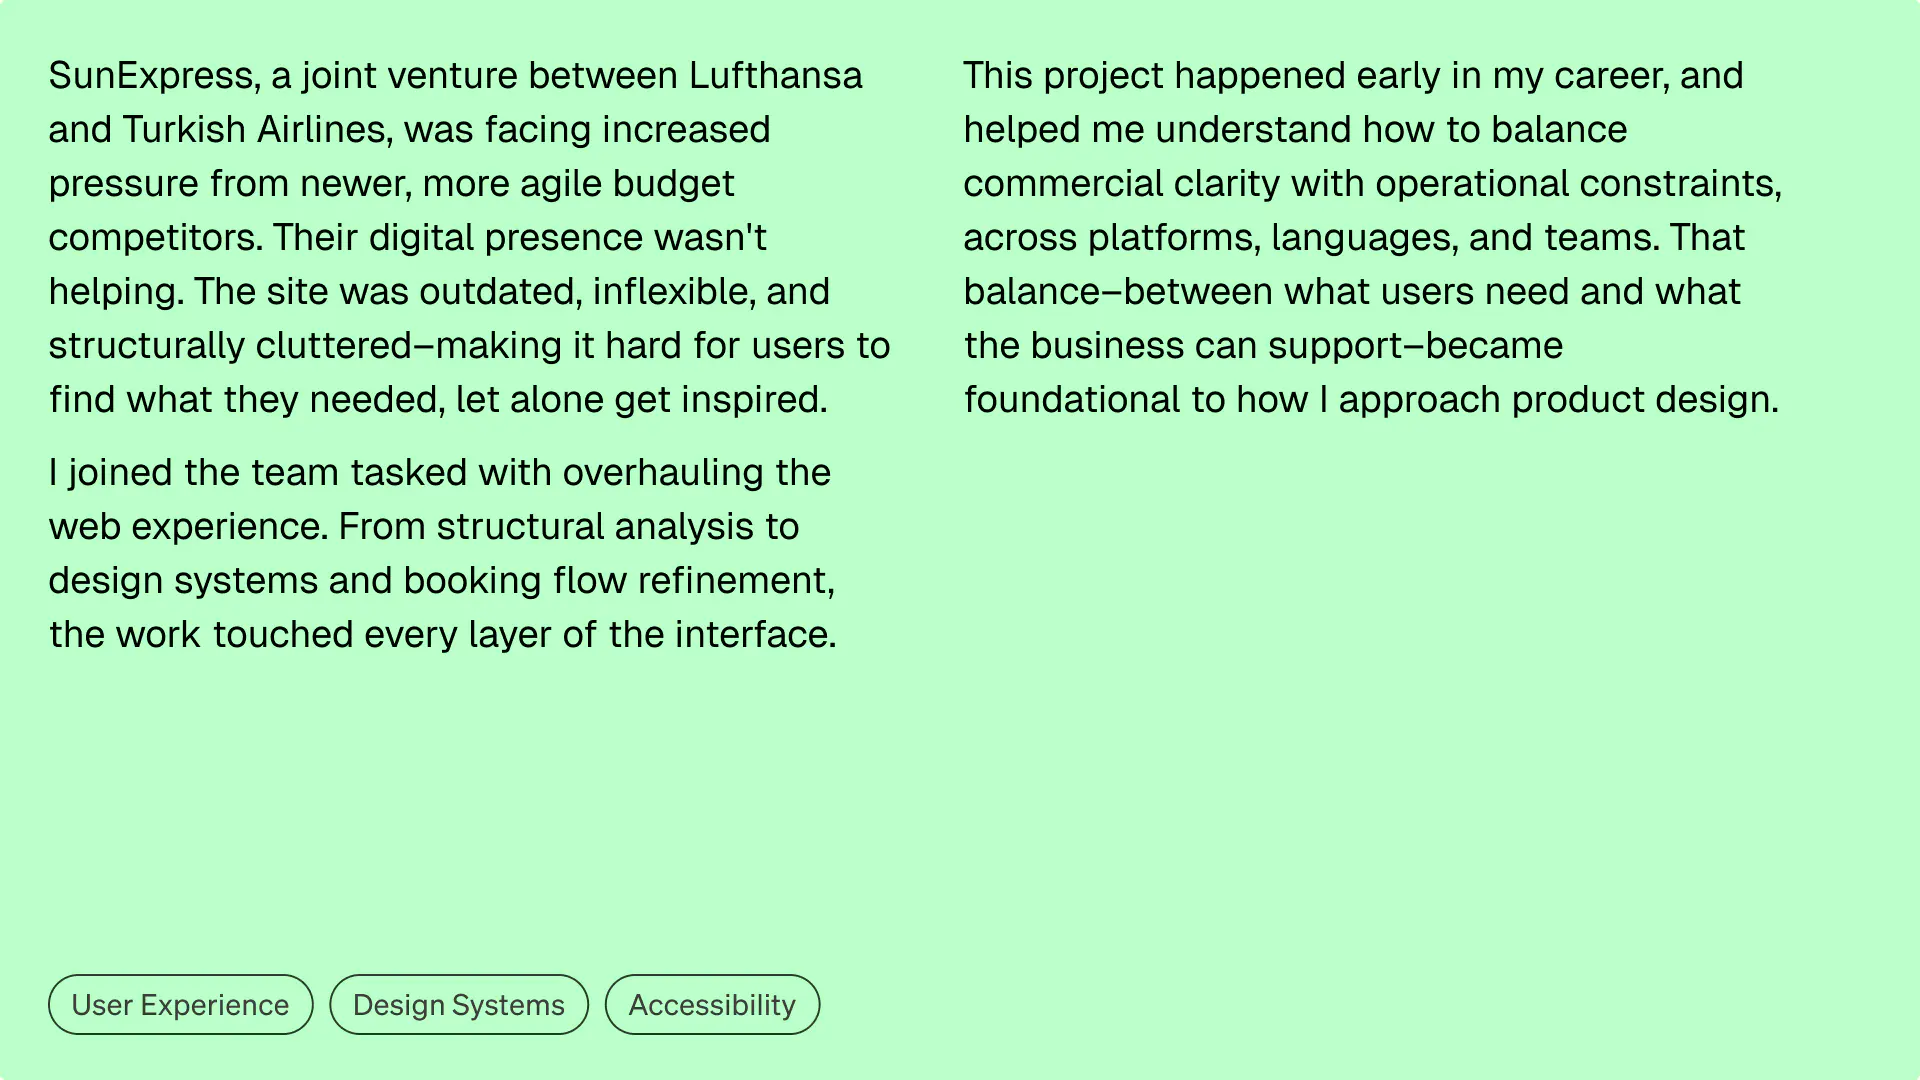 SunExpress, a joint venture between Lufthansa
and Turkish Airlines, was facing increased
pressure from newer, more agile budget
competitors. Their digital presence wasn't
helping. The site was outdated, inflexible, and
structurally cluttered–making it hard for users to
find what they needed, let alone get inspired.
I joined the team tasked with overhauling the
web experience. From structural analysis to
design systems and booking flow refinement,
the work touched every layer of the interface.
This project happened early in my career, and
helped me understand how to balance
commercial clarity with operational constraints,
across platforms, languages, and teams. That
balance–between what users need and what
the business can support–became
foundational to how I approach product design.
User Experience
Design Systems
Accessibility